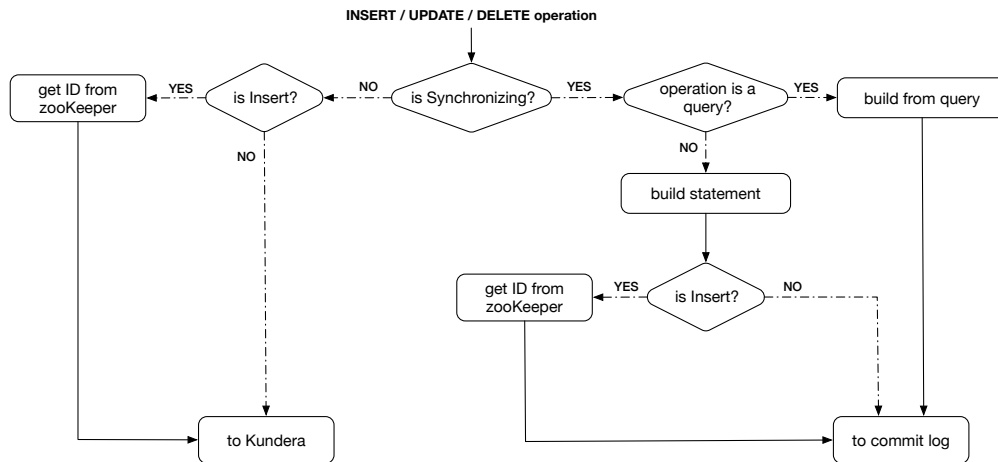 INSERT / UPDATE / DELETE operation
get ID from
zooKeeper
YES
is Insert?
NO
is Synchronizing?
YES
operation is a
query?
YES
build from query
NO
NO
build statement
get ID from
zooKeeper
YES
is Insert?
NO
to Kundera
to commit log